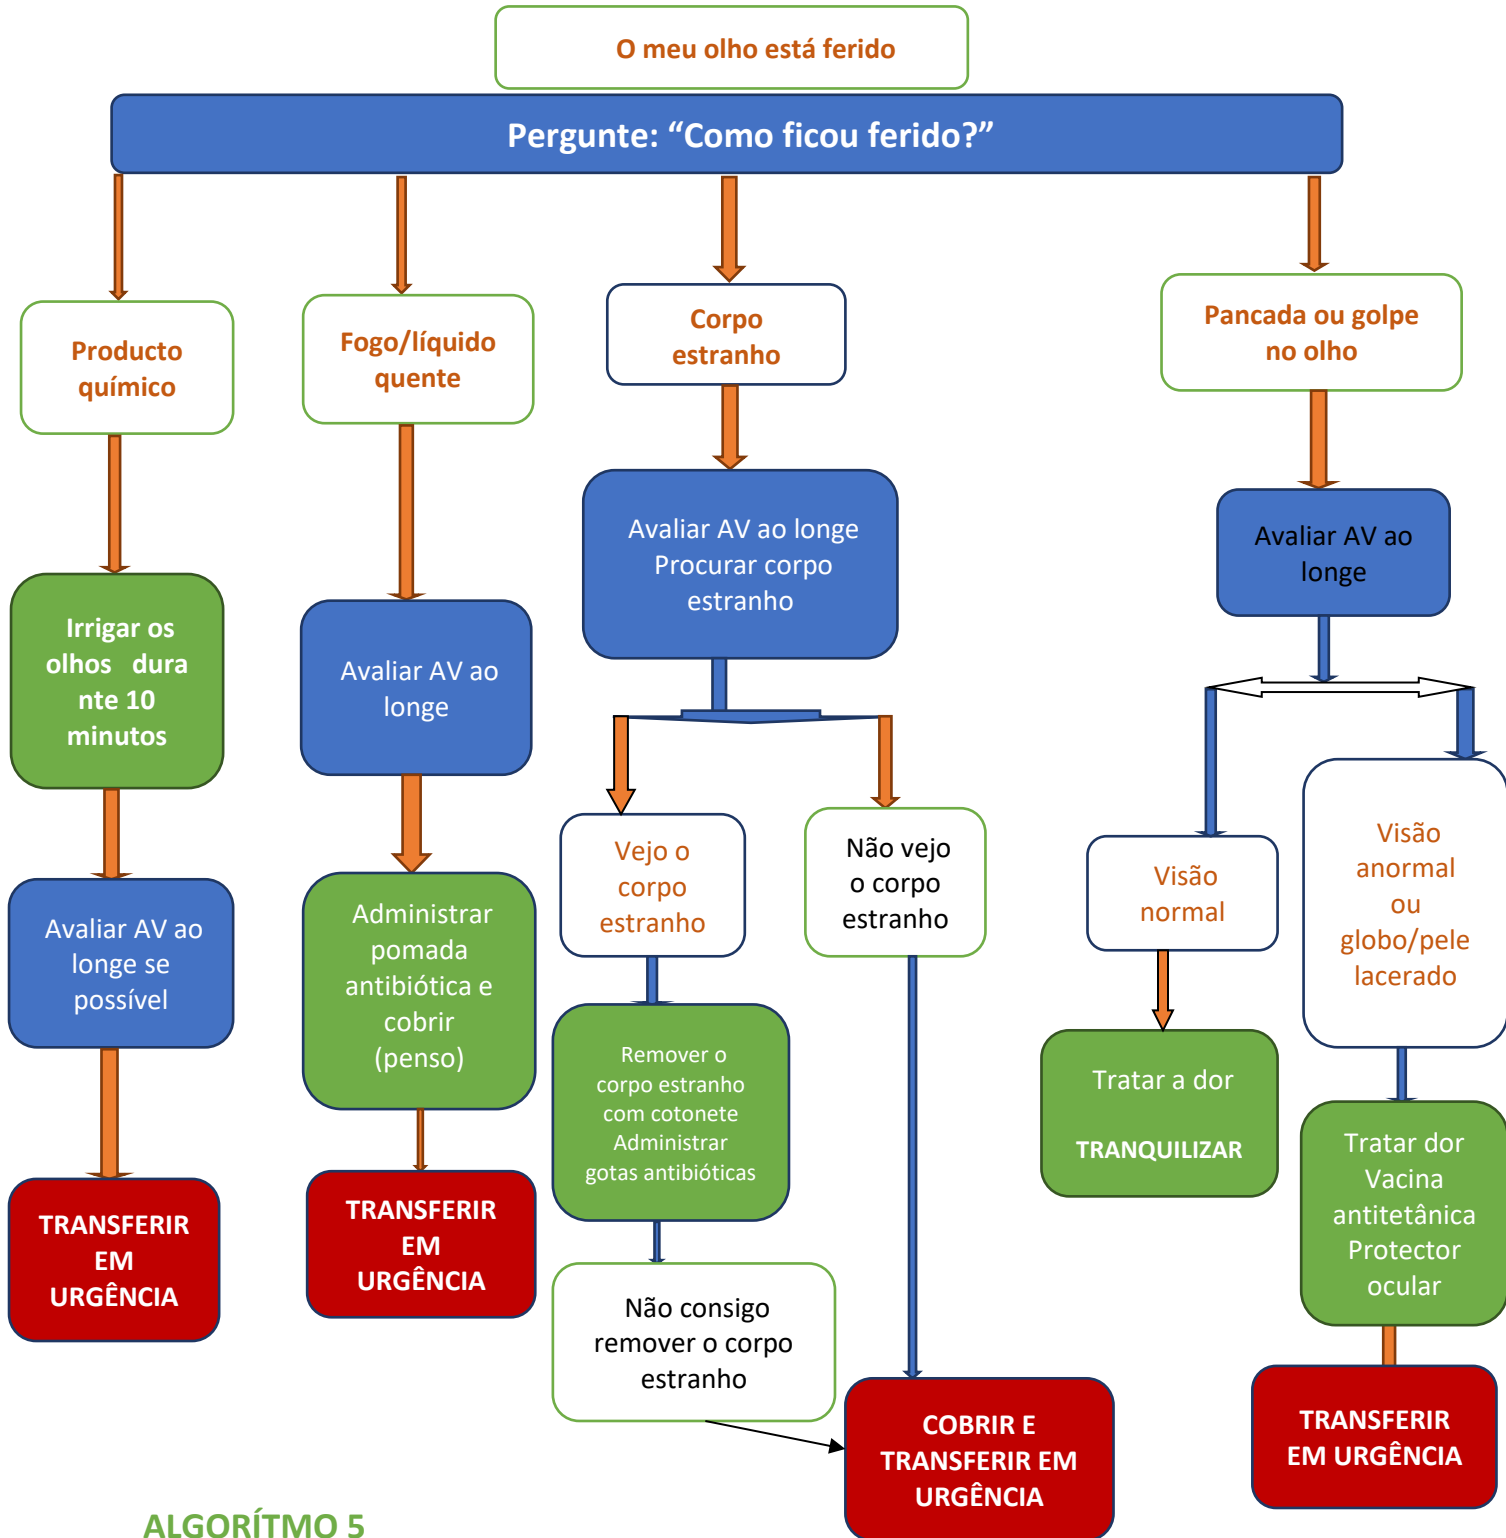 O meu olho está ferido
Pergunte: “Como ficou ferido?”
Producto
químico
Fogo/líquido
quente
Corpo
estranho
Pancada ou golpe
no olho
Irrigar os
olhos dura
nte 10
minutos
Avaliar AV ao
longe
Avaliar AV ao longe
Procurar corpo
estranho
Avaliar AV ao
longe
Avaliar AV ao
longe se
possível
Administrar
pomada
antibiótica e
cobrir
(penso)
Vejo o
corpo
estranho
Não vejo
o corpo
estranho
Visão
normal
Visão
anormal
ou
globo/pele
lacerado
Remover o
corpo estranho
com cotonete
Administrar
gotas antibióticas
Tratar a dor
TRANQUILIZAR
Tratar dor
Vacina
antitetânica
Protector
ocular
TRANSFERIR
EM
URGÊNCIA
TRANSFERIR
EM
URGÊNCIA
Não consigo
remover o corpo
estranho
COBRIR E
TRANSFERIR EM
URGÊNCIA
TRANSFERIR
EM URGÊNCIA
ALGORÍTMO 5